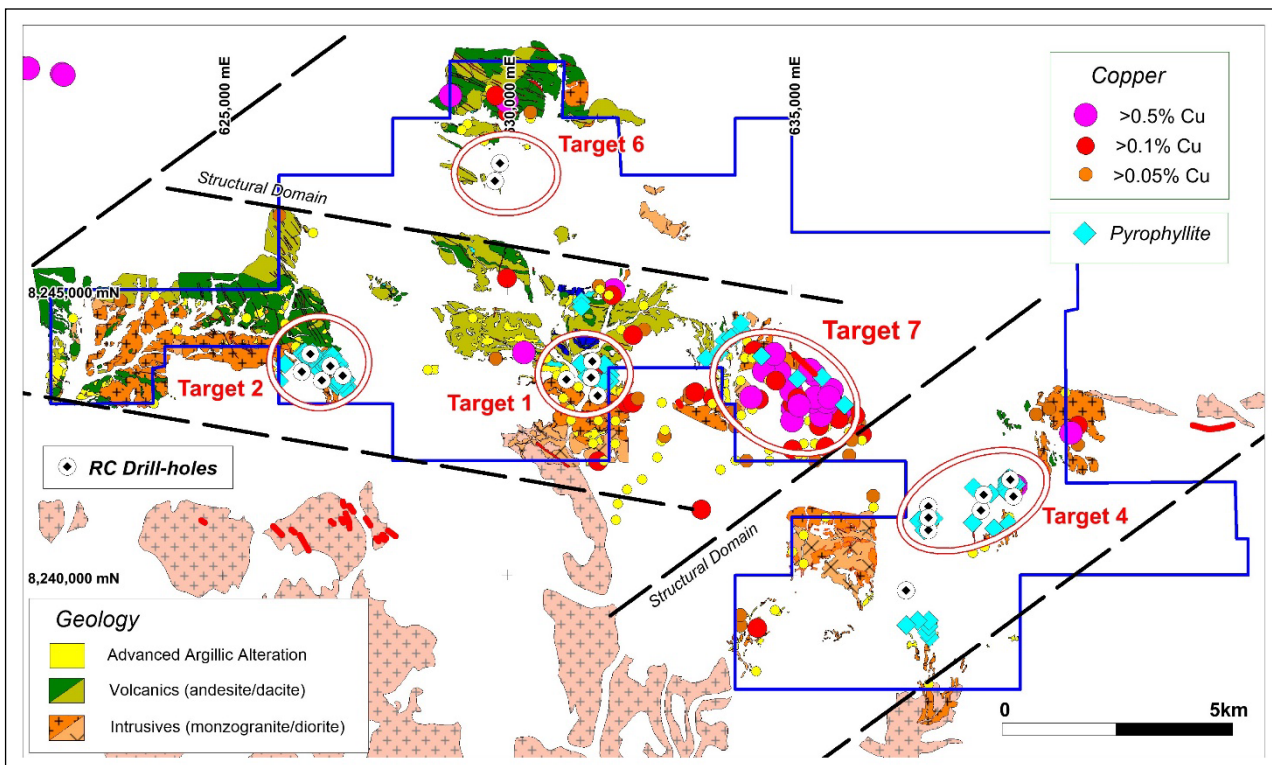 625,000 mE
630,000 mE
635,000 mE
Copper
>0.5% Cu
>0.1% Cu
>0.05% Cu
Pyrophyllite
Target 6
Structural Domain
8,245,000 mN
Target 7
Target 2
Target 1
RC Drill-holes
Target 4
Structural Domain
8,240,000 mN
Geology
Advanced Argillic Alteration
Volcanics (andesite/dacite)
Intrusives (monzogranite/diorite)
0 5km